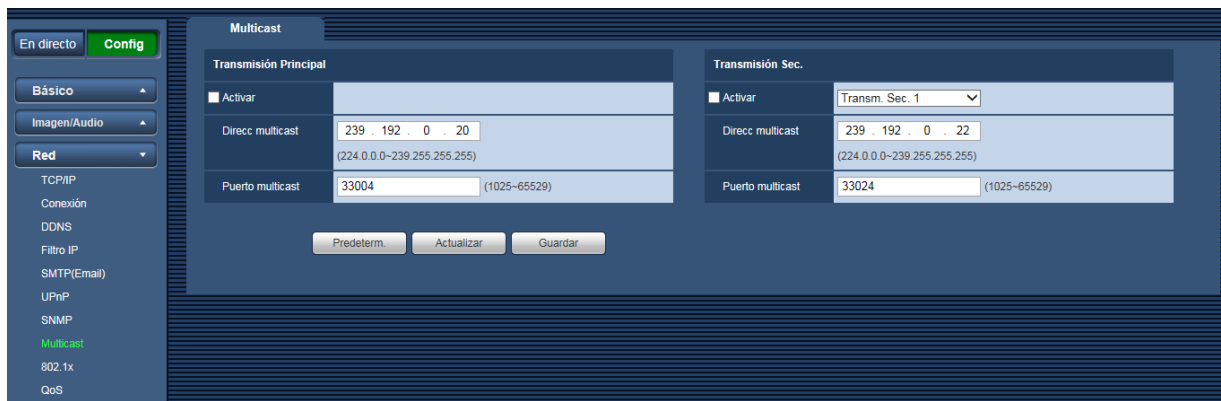 En directo
Config
Básico
Imagen/Audio
Red
TCP/IP
Conexión
DDNS
Filtro IP
SMTP(Email)
UPnP
SNMP
Multicast
802.1x
QoS
Multicast
Transmisión Principal
Activar
Direcc multicast
239 . 192 . 0 . 20
(224.0.0.0~239.255.255.255)
Puerto multicast
33004
(1025~65529)
Transmisión Sec.
Activar
Transm. Sec. 1
Direcc multicast
239 . 192 . 0 . 22
(224.0.0.0~239.255.255.255)
Puerto multicast
33024
(1025~65529)
Predeterm.
Actualizar
Guardar